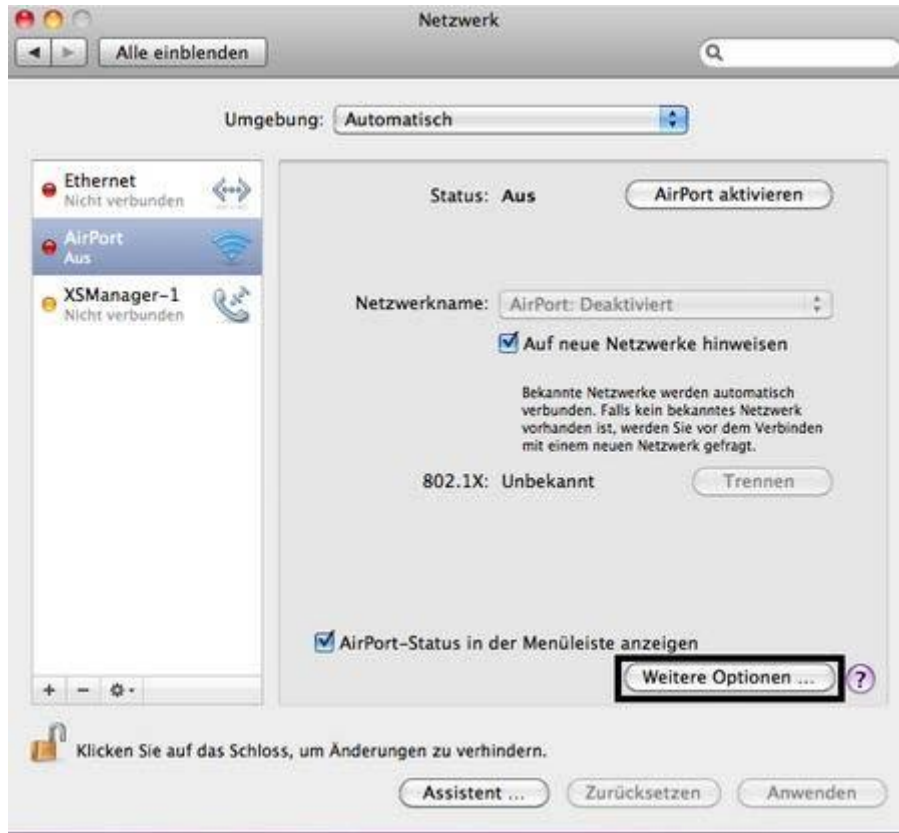 Netzwerk
Alle einblenden
Umgebung: Automatisch
Ethernet
Nicht verbunden
AirPort
Aus
XSManager-1
Nicht verbunden
Status: Aus
AirPort aktivieren
Netzwerkname: AirPort: Deaktiviert
Auf neue Netzwerke hinweisen
Bekannte Netzwerke werden automatisch
verbunden. Falls kein bekanntes Netzwerk
vorhanden ist, werden Sie vor dem Verbinden
mit einem neuen Netzwerk gefragt.
802.1X: Unbekannt
Trennen
AirPort-Status in der Menüleiste anzeigen
Weitere Optionen ...
?
Klicken Sie auf das Schloss, um Änderungen zu verhindern.
Assistent ...
Zurücksetzen
Anwenden